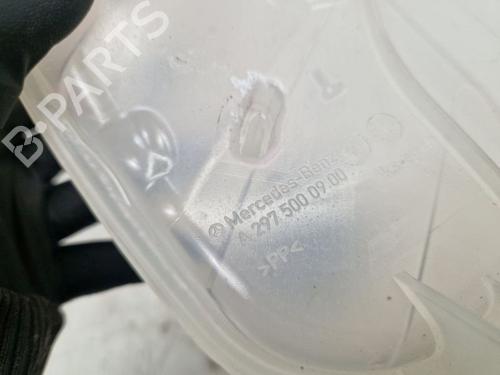 B-PARTS
Mercedes-Benz
A 297 500 09 00
>PP<